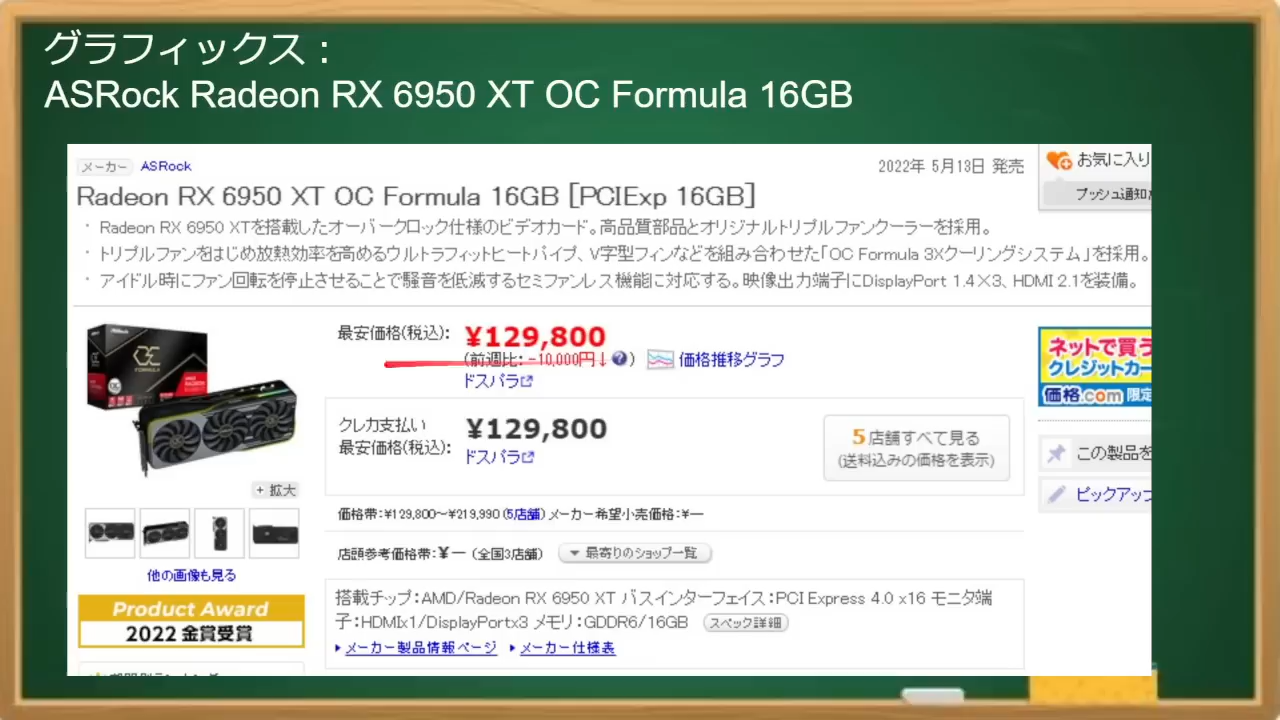 グラフィックス：
ASRock Radeon RX 6950 XT OC Formula 16GB
メーカー ASRock
2022年 5月13日 発売
お気に入り
プッシュ通知
Radeon RX 6950 XT OC Formula 16GB [PCIExp 16GB]
・ Radeon RX 6950 XTを搭載したオーバークロック仕様のビデオカード。高品質部品とオリジナルトリプルファンクーラーを採用。
・ トリプルファンをはじめ放熱効率を高めるウルトラフィットヒートパイプ、V字型フィンなどを組み合わせた「OC Formula 3Xクーリングシステム」を採用。
・ アイドル時にファン回転を停止させることで騒音を低減するセミファンレス機能に対応する。映像出力端子にDisplayPort 1.4×3、HDMI 2.1を装備。
最安価格(税込)：
¥129,800
(前週比：-10,000円↓ ?) 価格推移グラフ
ドスパラ
クレカ支払い
最安価格(税込)：
¥129,800
ドスパラ
5店舗すべて見る
(送料込みの価格を表示)
ASRock
OC
FORMULA
RADEON
+ 拡大
他の画像も見る
Product Award
2022 金賞受賞
価格帯：¥129,800～¥219,990 (5店舗) メーカー希望小売価格：¥―
店頭参考価格帯：¥― (全国3店舗) ▼ 最寄りのショップ一覧
搭載チップ：AMD/Radeon RX 6950 XT バスインターフェイス：PCI Express 4.0 x16 モニタ端
子：HDMIx1/DisplayPortx3 メモリ：GDDR6/16GB スペック詳細
メーカー製品情報ページ メーカー仕様表
ネットで買う
クレジットカー
価格.com 限定
この製品を
ピックアップ